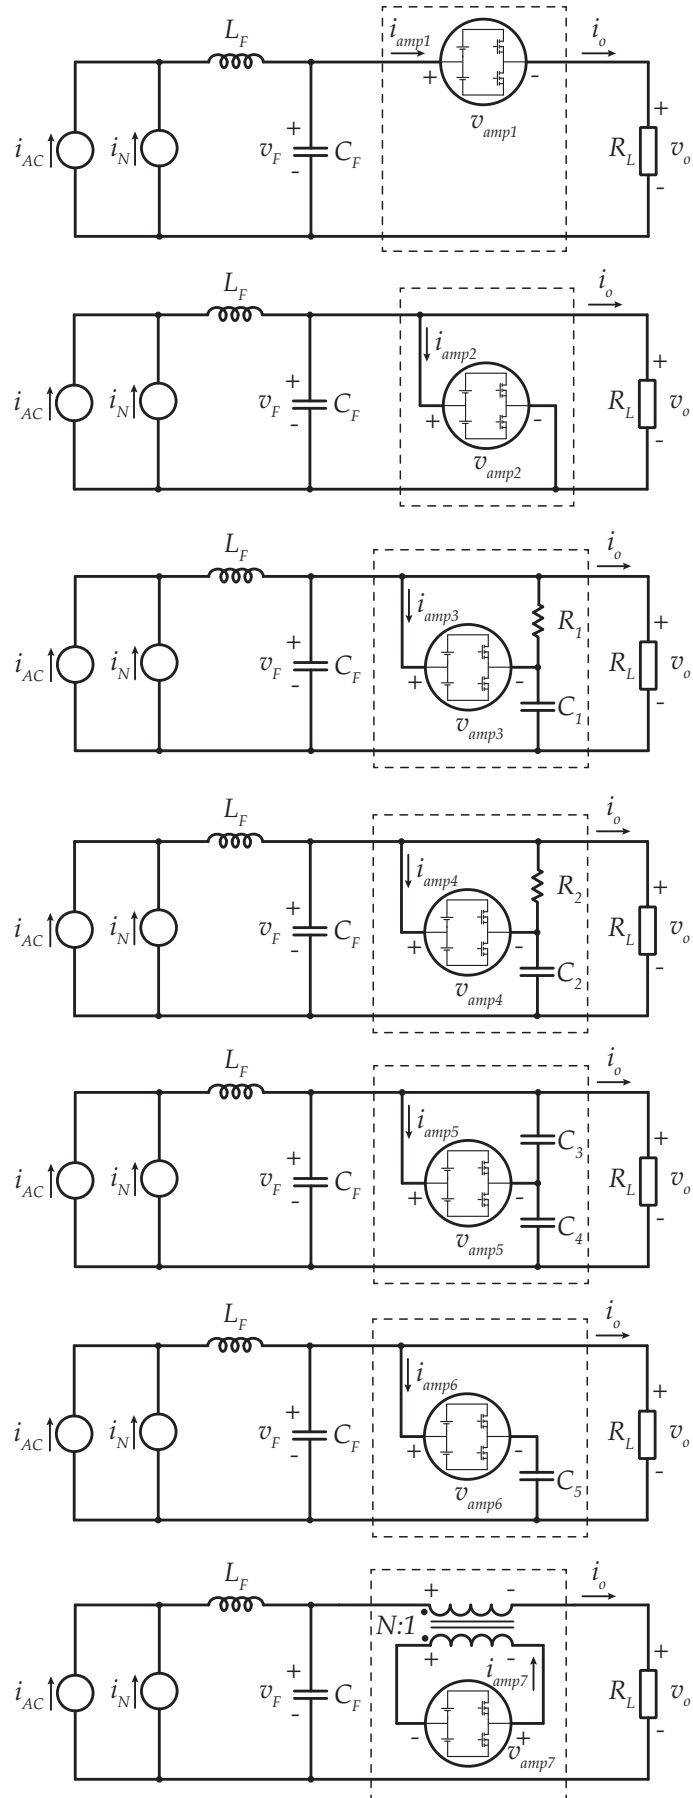 i_amp1 i_o
L_F
+ - +
v_amp1
i_AC i_N v_F + C_F R_L v_o
- -
L_F i_o
i_amp2
+ +
i_AC i_N v_F C_F + - R_L v_o
- v_amp2 -
L_F i_o
i_amp3 R_1
+ +
i_AC i_N v_F C_F + - R_L v_o
- v_amp3 C_1 -
L_F i_o
i_amp4 R_2
+ +
i_AC i_N v_F C_F + - R_L v_o
- v_amp4 C_2 -
L_F i_o
i_amp5 C_3
+ +
i_AC i_N v_F C_F + - R_L v_o
- v_amp5 C_4 -
L_F i_o
i_amp6
+ +
i_AC i_N v_F C_F + - R_L v_o
- v_amp6 C_5 -
L_F i_o
+ -
N:1
+ -
+ i_amp7 +
i_AC i_N v_F C_F R_L v_o
- - + -
v_amp7